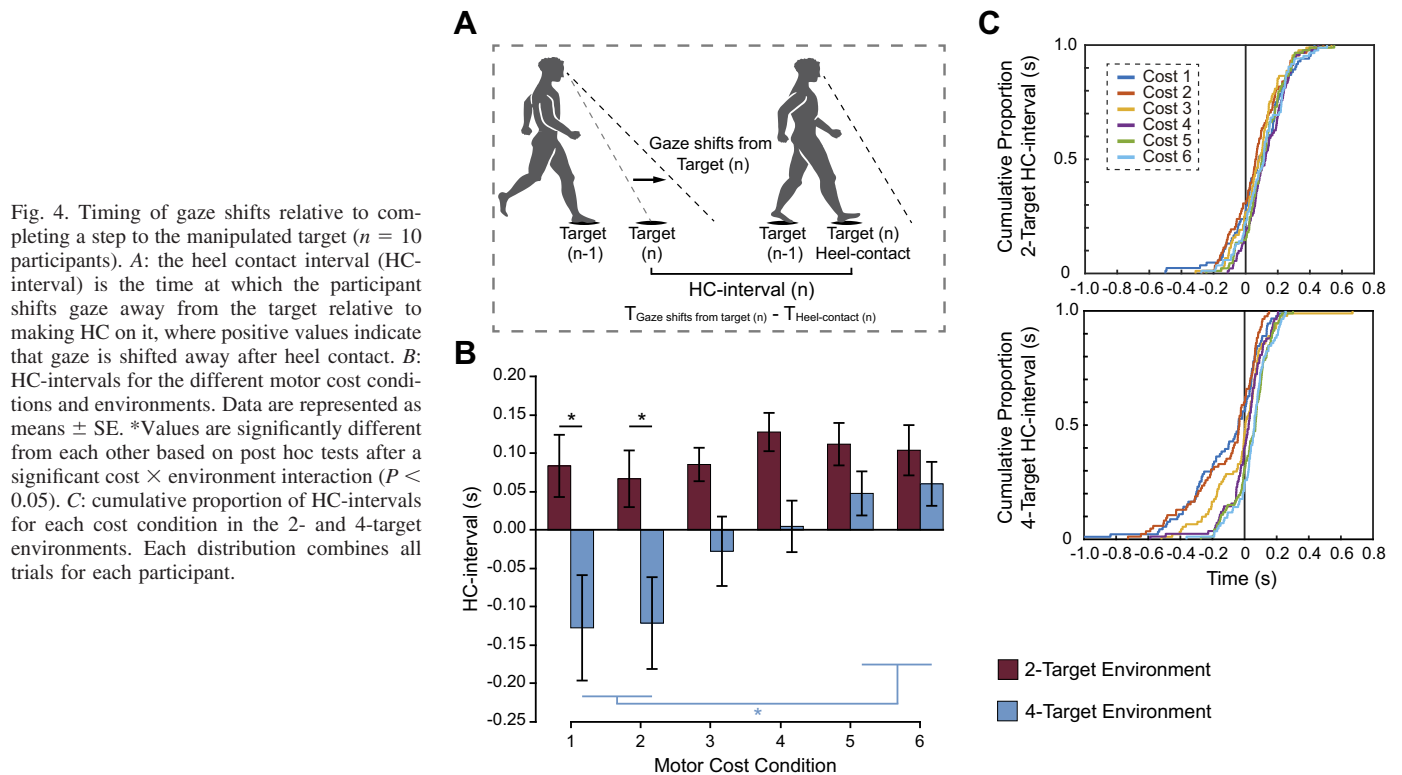 Fig. 4. Timing of gaze shifts relative to com-
pleting a step to the manipulated target (n = 10
participants). A: the heel contact interval (HC-
interval) is the time at which the participant
shifts gaze away from the target relative to
making HC on it, where positive values indicate
that gaze is shifted away after heel contact. B:
HC-intervals for the different motor cost condi-
tions and environments. Data are represented as
means ± SE. *Values are significantly different
from each other based on post hoc tests after a
significant cost × environment interaction (P <
0.05). C: cumulative proportion of HC-intervals
for each cost condition in the 2- and 4-target
environments. Each distribution combines all
trials for each participant.
A
Gaze shifts from
Target (n)
Target
(n-1)
Target
(n)
Target
(n-1)
Target (n)
Heel-contact
HC-interval (n)
TGaze shifts from target (n) - THeel-contact (n)
B
HC-interval (s)
0.20
0.15
0.10
0.05
0.00
-0.05
-0.10
-0.15
-0.20
-0.25
*
*
*
1 2 3 4 5 6
Motor Cost Condition
C
Cumulative Proportion
2-Target HC-interval (s)
1.0
0.5
0
Cost 1
Cost 2
Cost 3
Cost 4
Cost 5
Cost 6
-1.0 -0.8 -0.6 -0.4 -0.2 0 0.2 0.4 0.6 0.8
Cumulative Proportion
4-Target HC-interval (s)
1.0
0.5
0
-1.0 -0.8 -0.6 -0.4 -0.2 0 0.2 0.4 0.6 0.8
Time (s)
2-Target Environment
4-Target Environment